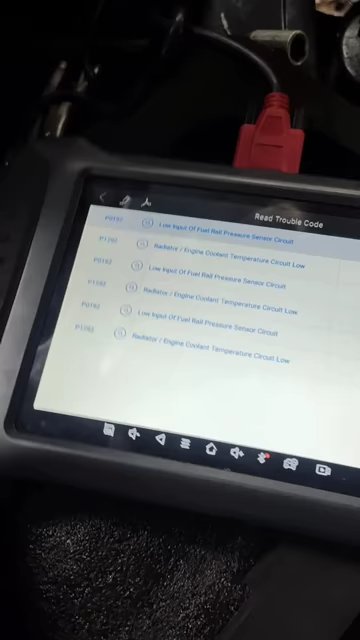 Read Trouble Code
P0192 Low Input Of Fuel Rail Pressure Sensor Circuit
P1192 Radiator / Engine Coolant Temperature Circuit Low
P0192 Low Input Of Fuel Rail Pressure Sensor Circuit
P1192 Radiator / Engine Coolant Temperature Circuit Low
P0192 Low Input Of Fuel Rail Pressure Sensor Circuit
Radiator / Engine Coolant Temperature Circuit Low